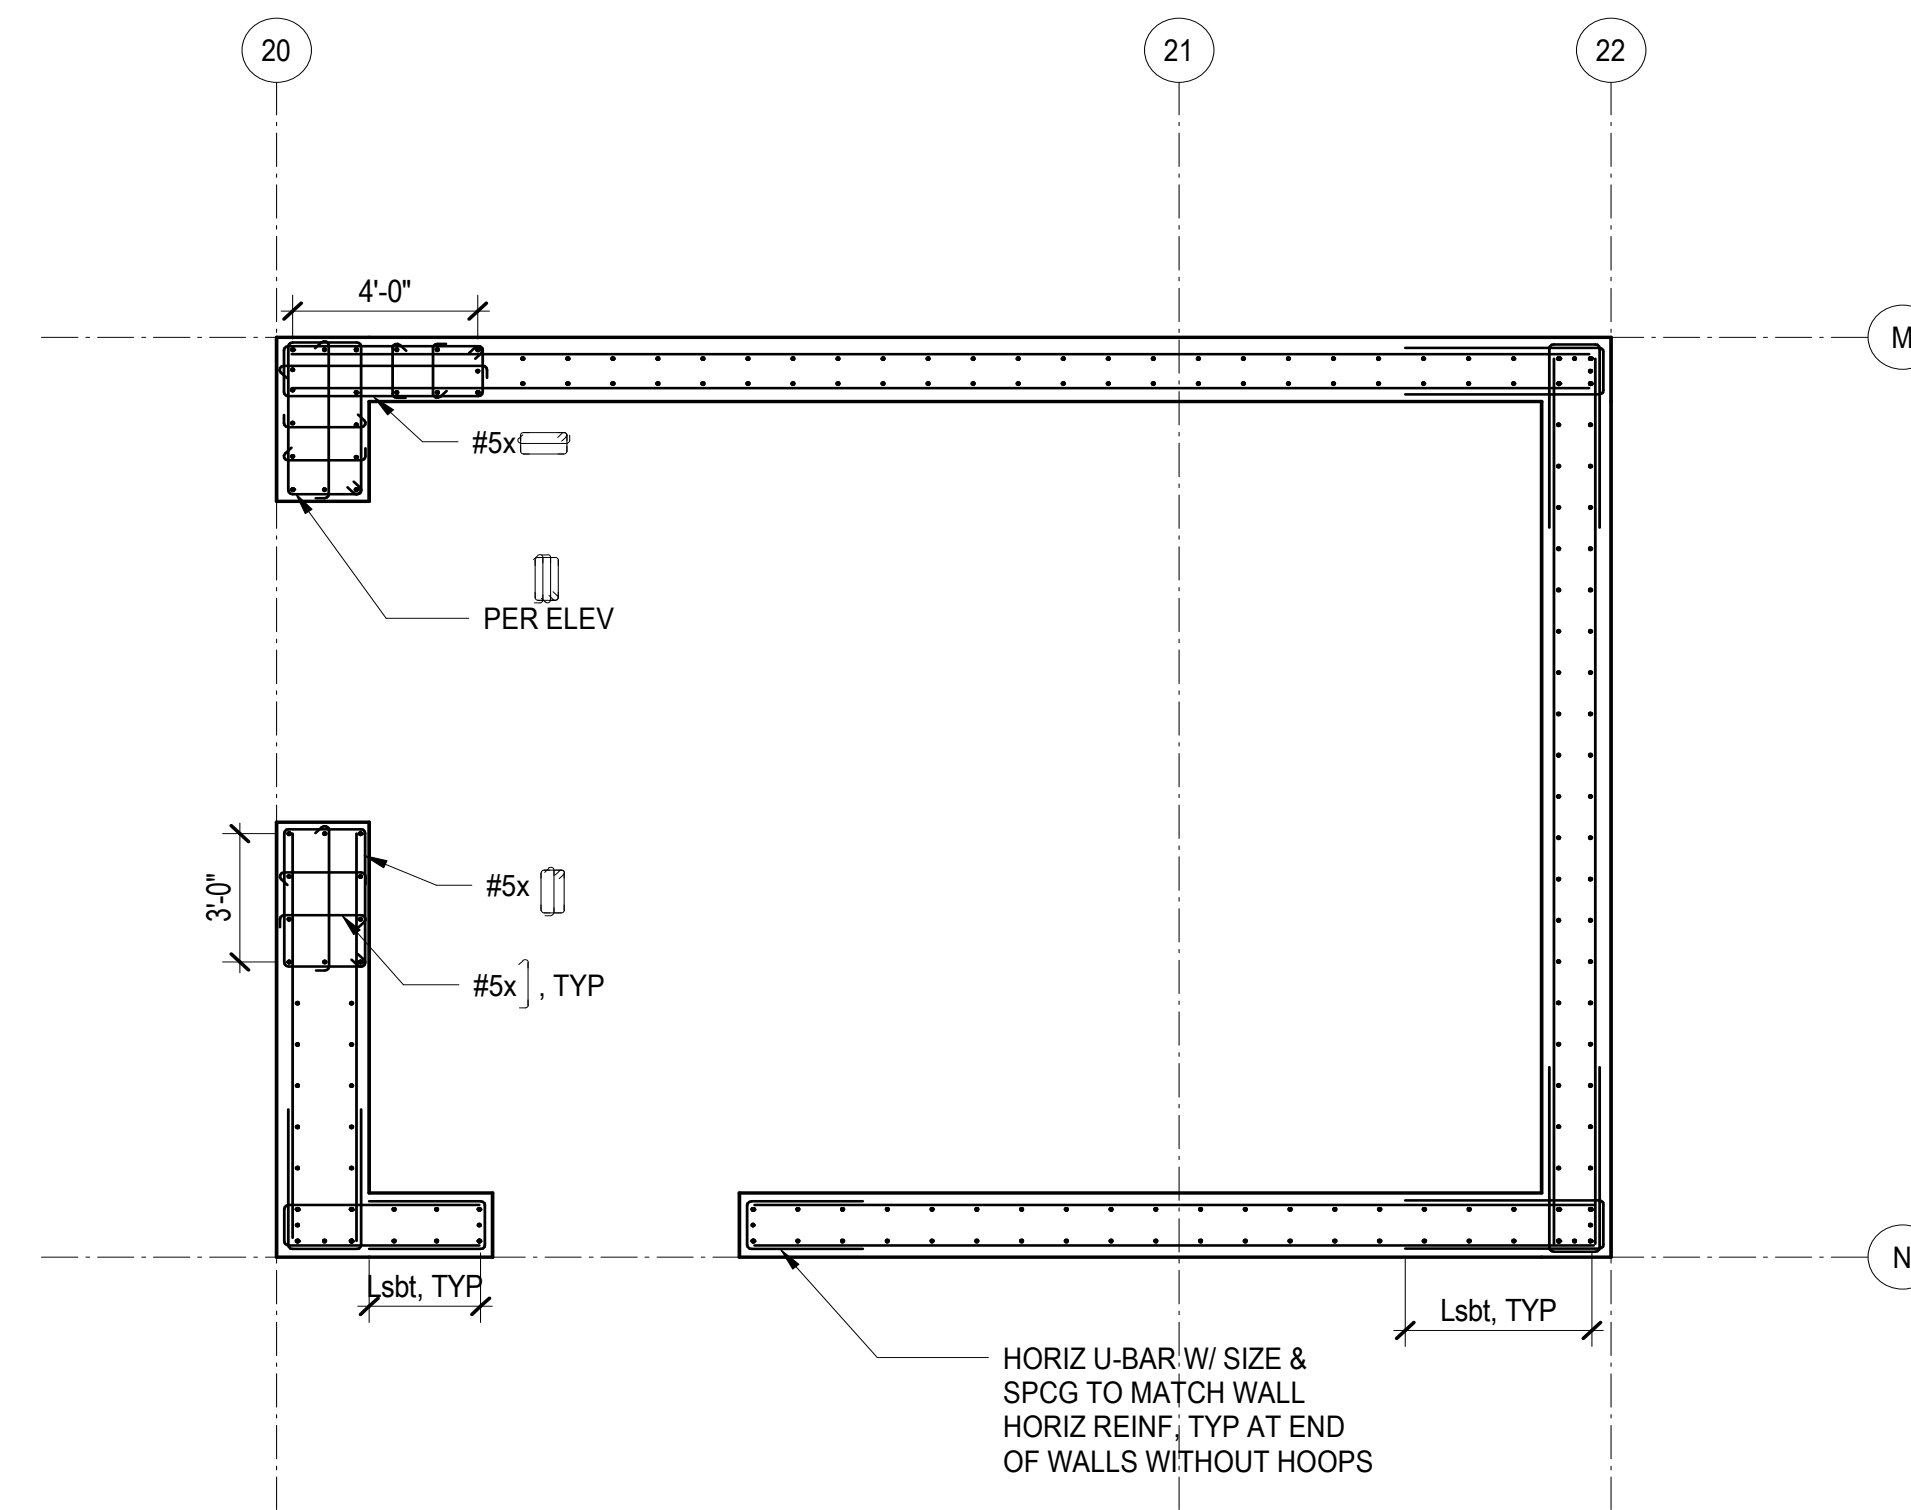 20
21
22
4'-0"
M
#5x
PER ELEV
3'-0"
#5x
#5x , TYP
N
Lsbt, TYP
Lsbt, TYP
HORIZ U-BAR W/ SIZE &
SPCG TO MATCH WALL
HORIZ REINF, TYP AT END
OF WALLS WITHOUT HOOPS